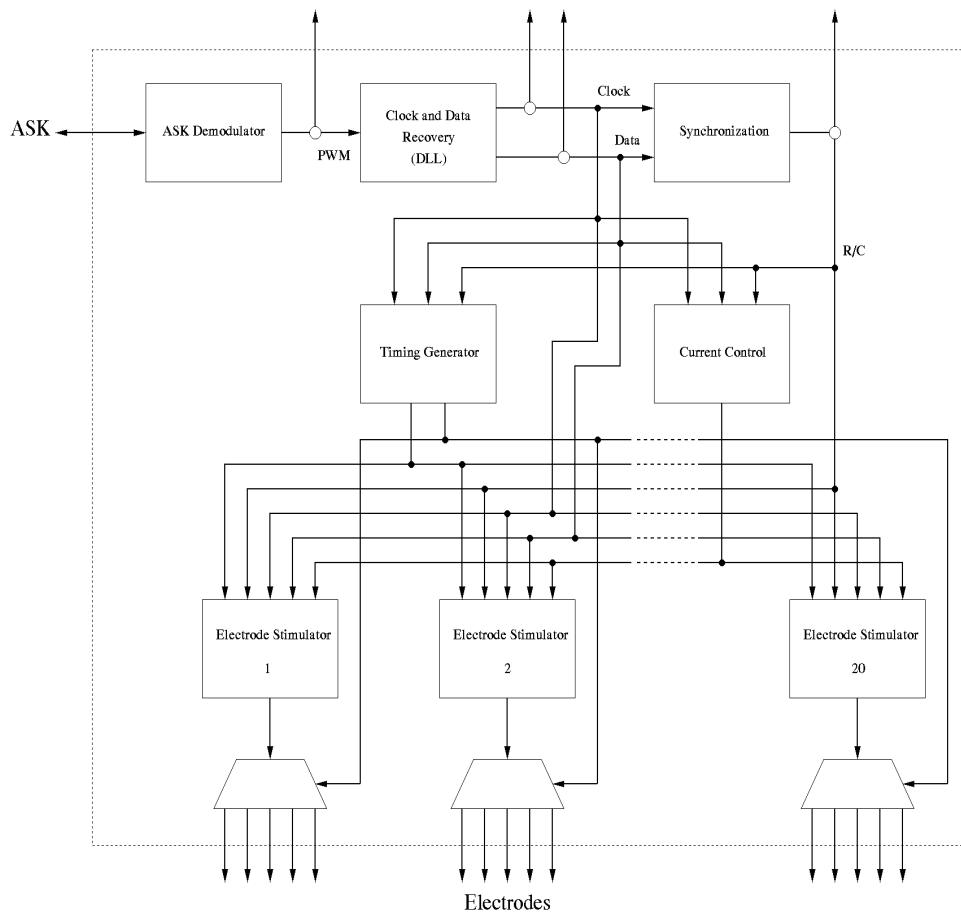 Clock
ASK
ASK Demodulator
Clock and Data
Recovery
(DLL)
Synchronization
PWM
Data
R/C
Timing Generator
Current Control
Electrode Stimulator
1
Electrode Stimulator
2
Electrode Stimulator
20
Electrodes